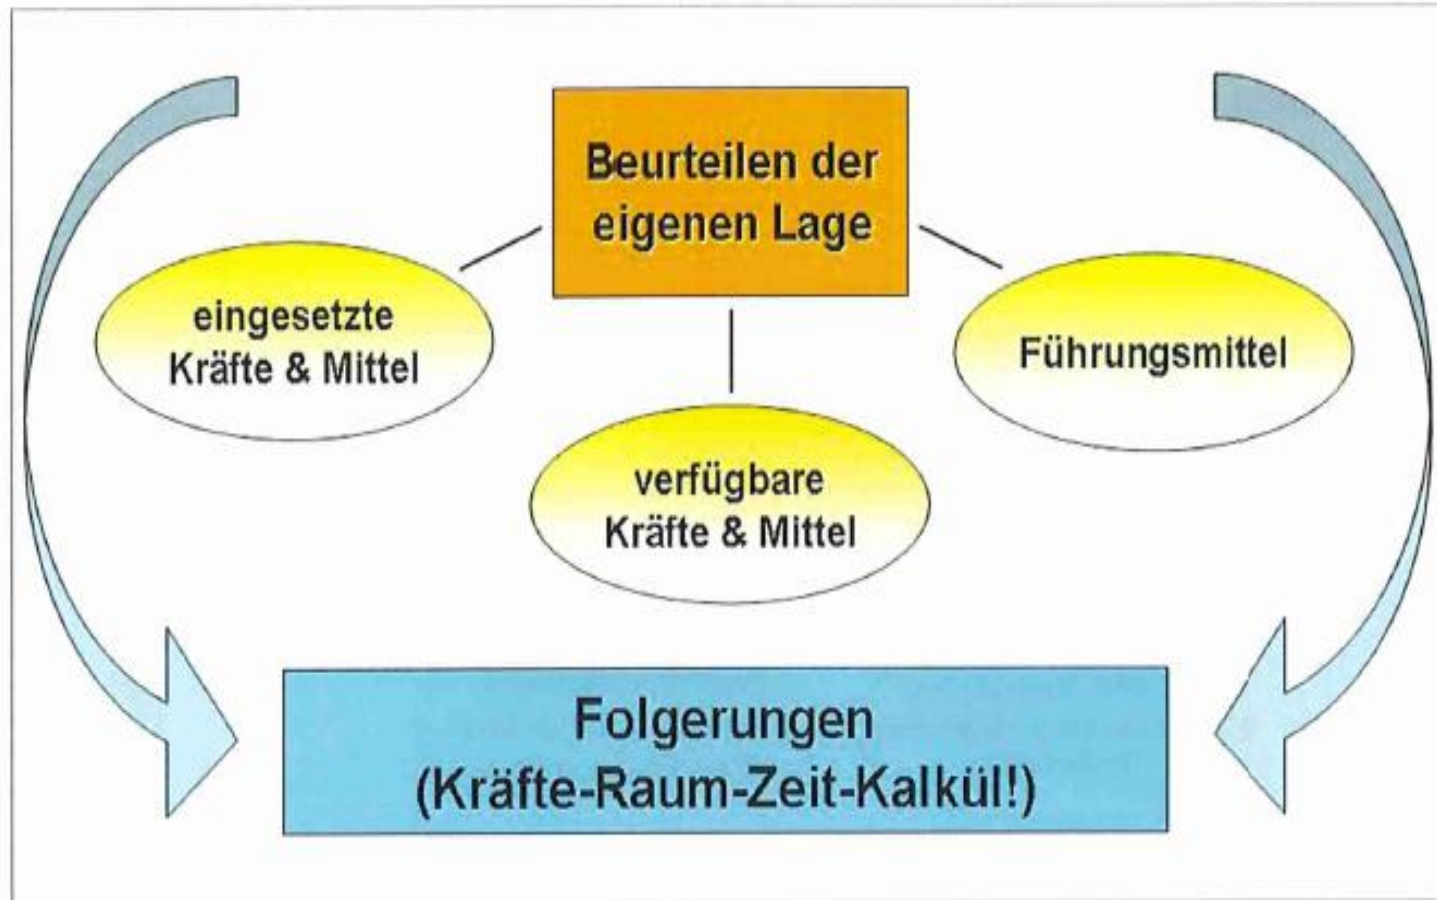 Beurteilen der
eigenen Lage
eingesetzte
Kräfte & Mittel
verfügbare
Kräfte & Mittel
Führungsmittel
Folgerungen
(Kräfte-Raum-Zeit-Kalkül!)